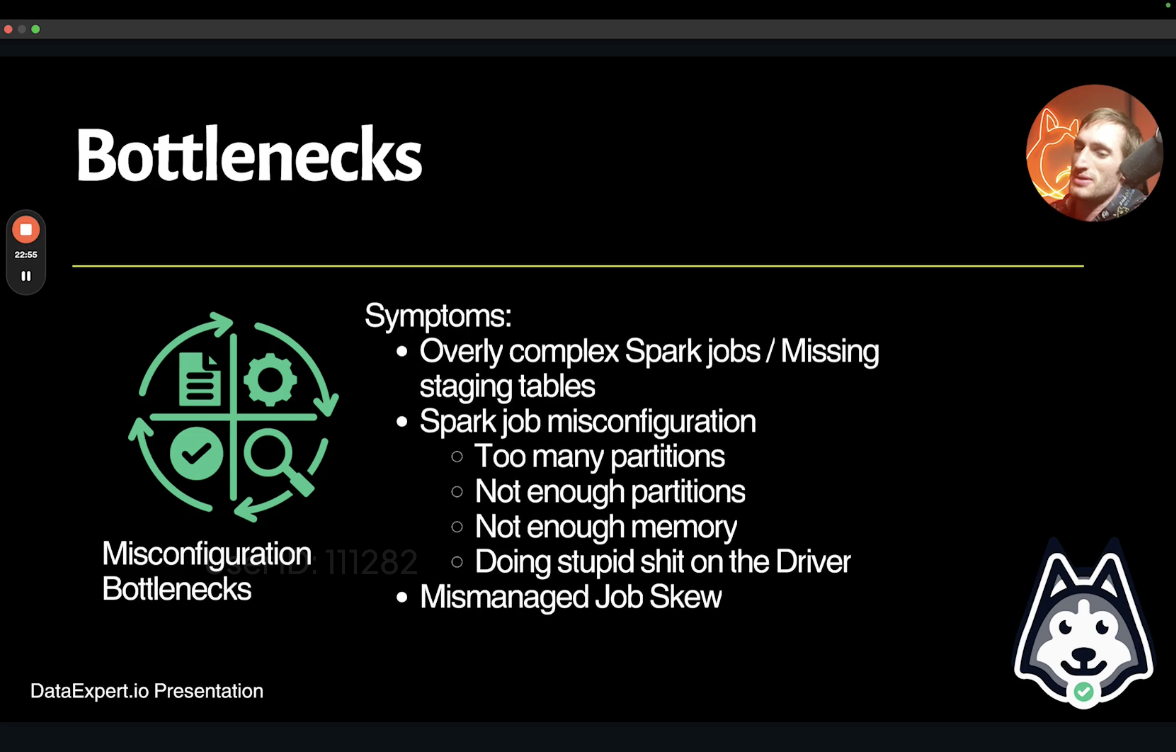 Bottlenecks
22:55
Symptoms:
Overly complex Spark jobs / Missing
staging tables
Spark job misconfiguration
Too many partitions
Not enough partitions
Not enough memory
Doing stupid shit on the Driver
Mismanaged Job Skew
Misconfiguration
Bottlenecks
User ID: 111282
DataExpert.io Presentation